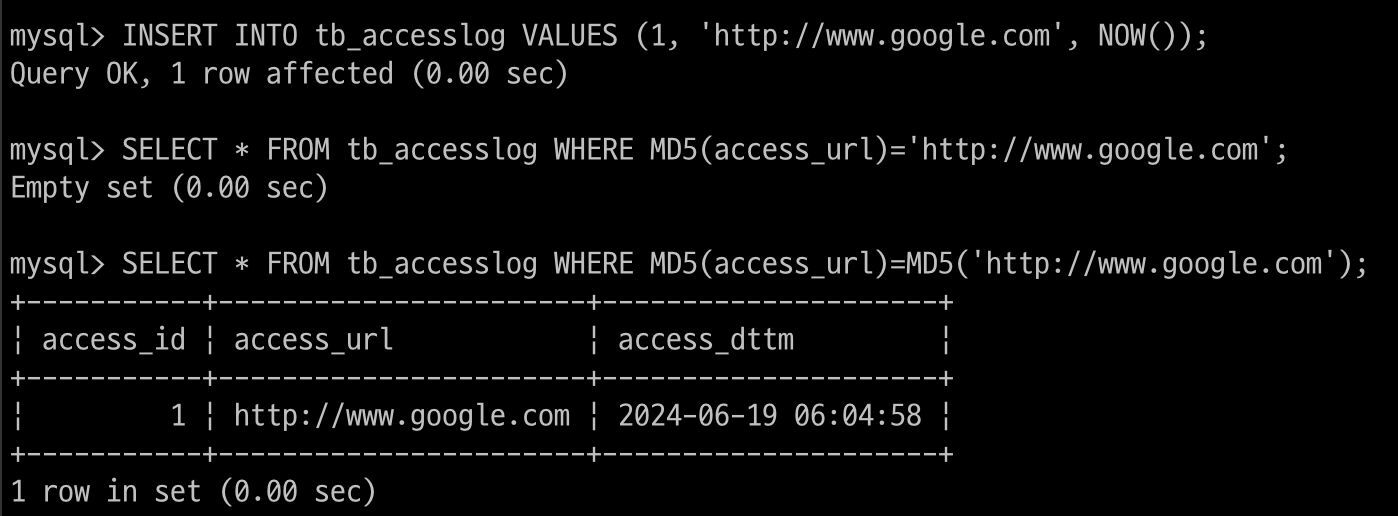 mysql> INSERT INTO tb_accesslog VALUES (1, 'http://www.google.com', NOW());
Query OK, 1 row affected (0.00 sec)

mysql> SELECT * FROM tb_accesslog WHERE MD5(access_url)='http://www.google.com';
Empty set (0.00 sec)

mysql> SELECT * FROM tb_accesslog WHERE MD5(access_url)=MD5('http://www.google.com');
+-----------+-----------------------+---------------------+
¦ access_id ¦ access_url            ¦ access_dttm         ¦
+-----------+-----------------------+---------------------+
¦         1 ¦ http://www.google.com ¦ 2024-06-19 06:04:58 ¦
+-----------+-----------------------+---------------------+
1 row in set (0.00 sec)